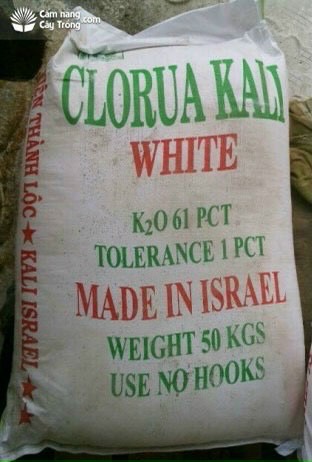 Cẩm nang
Cây Trồng.com
CLORUA KALI
WHITE
K₂O 61 PCT
TOLERANCE 1 PCT
MADE IN ISRAEL
WEIGHT 50 KGS
USE NO HOOKS
THÀNH LỘC ★ KALI ISRAEL ★★